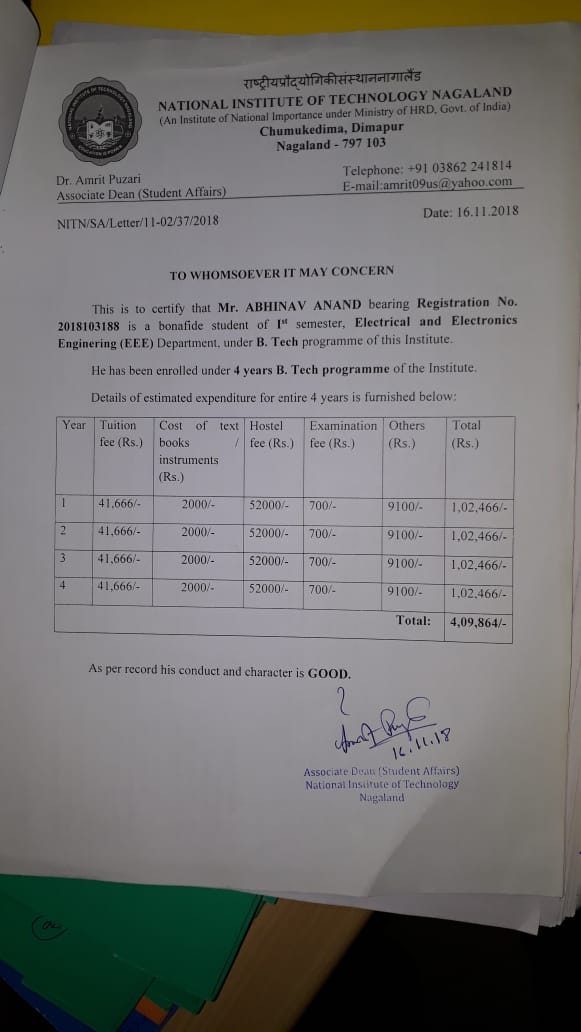 राष्ट्रीयप्रौद्योगिकीसंस्थाननागालैंड
NATIONAL INSTITUTE OF TECHNOLOGY NAGALAND
(An Institute of National Importance under Ministry of HRD, Govt. of India)
Chumukedima, Dimapur
Nagaland - 797 103
Dr. Amrit Puzari
Associate Dean (Student Affairs)
Telephone: +91 03862 241814
E-mail:amrit09us@yahoo.com
NITN/SA/Letter/11-02/37/2018
Date: 16.11.2018
TO WHOMSOEVER IT MAY CONCERN
This is to certify that Mr. ABHINAV ANAND bearing Registration No.
2018103188 is a bonafide student of Ist semester, Electrical and Electronics
Enginering (EEE) Department, under B. Tech programme of this Institute.
He has been enrolled under 4 years B. Tech programme of the Institute.
Details of estimated expenditure for entire 4 years is furnished below:
Year Tuition fee (Rs.) Cost of text books / instruments (Rs.) Hostel fee (Rs.) Examination fee (Rs.) Others (Rs.) Total (Rs.)
1 41,666/- 2000/- 52000/- 700/- 9100/- 1,02,466/-
2 41,666/- 2000/- 52000/- 700/- 9100/- 1,02,466/-
3 41,666/- 2000/- 52000/- 700/- 9100/- 1,02,466/-
4 41,666/- 2000/- 52000/- 700/- 9100/- 1,02,466/-
Total: 4,09,864/-
As per record his conduct and character is GOOD.
16.11.18
Associate Dean (Student Affairs)
National Institute of Technology
Nagaland